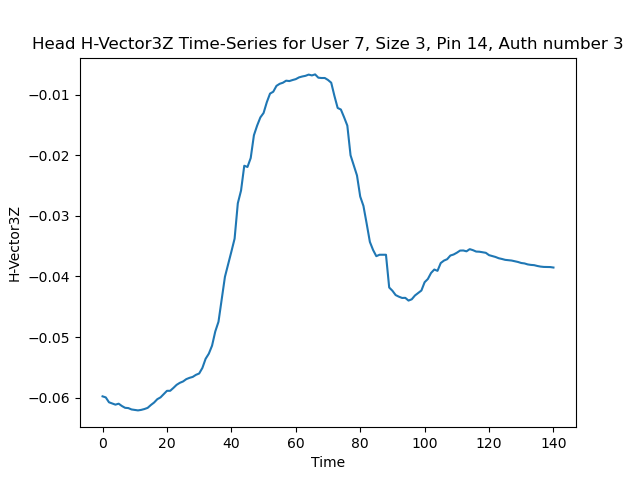 Head H-Vector3Z Time-Series for User 7, Size 3, Pin 14, Auth number 3
−0.01
−0.02
−0.03
−0.04
−0.05
−0.06
H-Vector3Z
0 20 40 60 80 100 120 140
Time